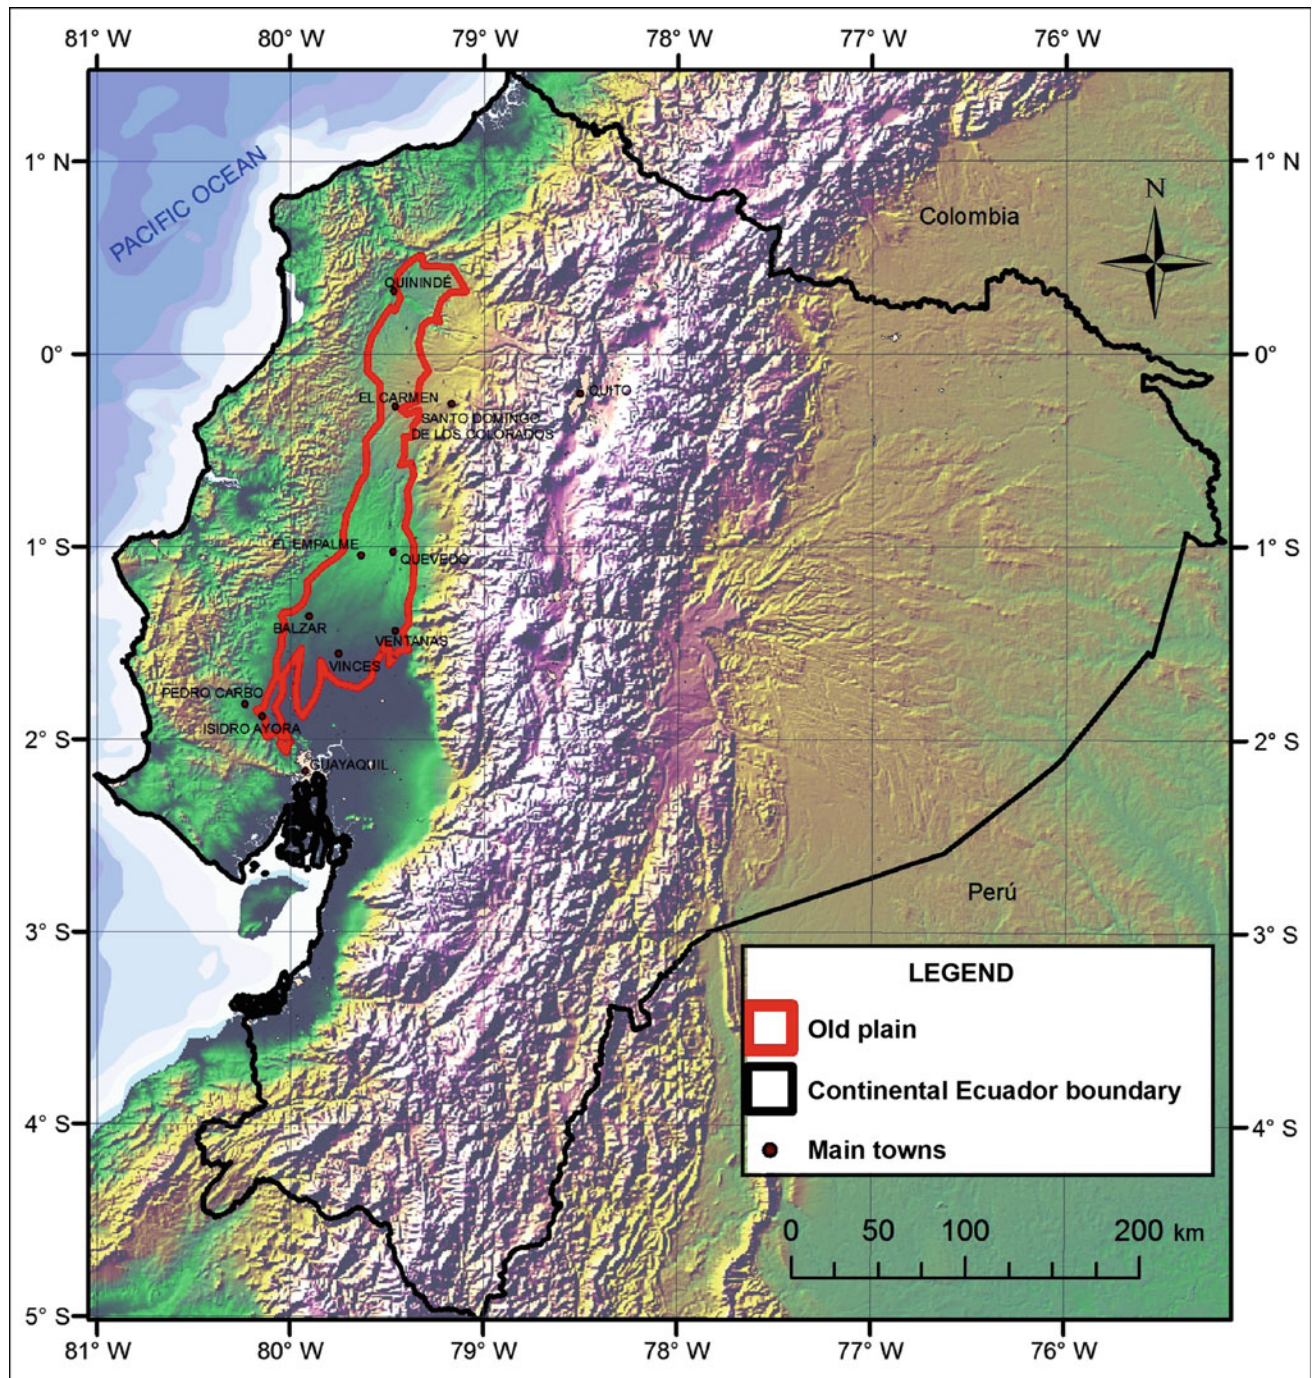 81° W 80° W 79° W 78° W 77° W 76° W
1° N 1° N
PACIFIC OCEAN
N
Colombia
QUININDÉ
0° 0°
QUITO
EL CARMEN
SANTO DOMINGO
DE LOS COLORADOS
1° S 1° S
EL EMPALME
QUEVEDO
BALZAR
VENTANAS
VINCES
PEDRO CARBO
ISIDRO AYORA
2° S 2° S
GUAYAQUIL
Perú
3° S 3° S
LEGEND
Old plain
Continental Ecuador boundary
Main towns
4° S 4° S
0 50 100 200 km
5° S
81° W 80° W 79° W 78° W 77° W 76° W